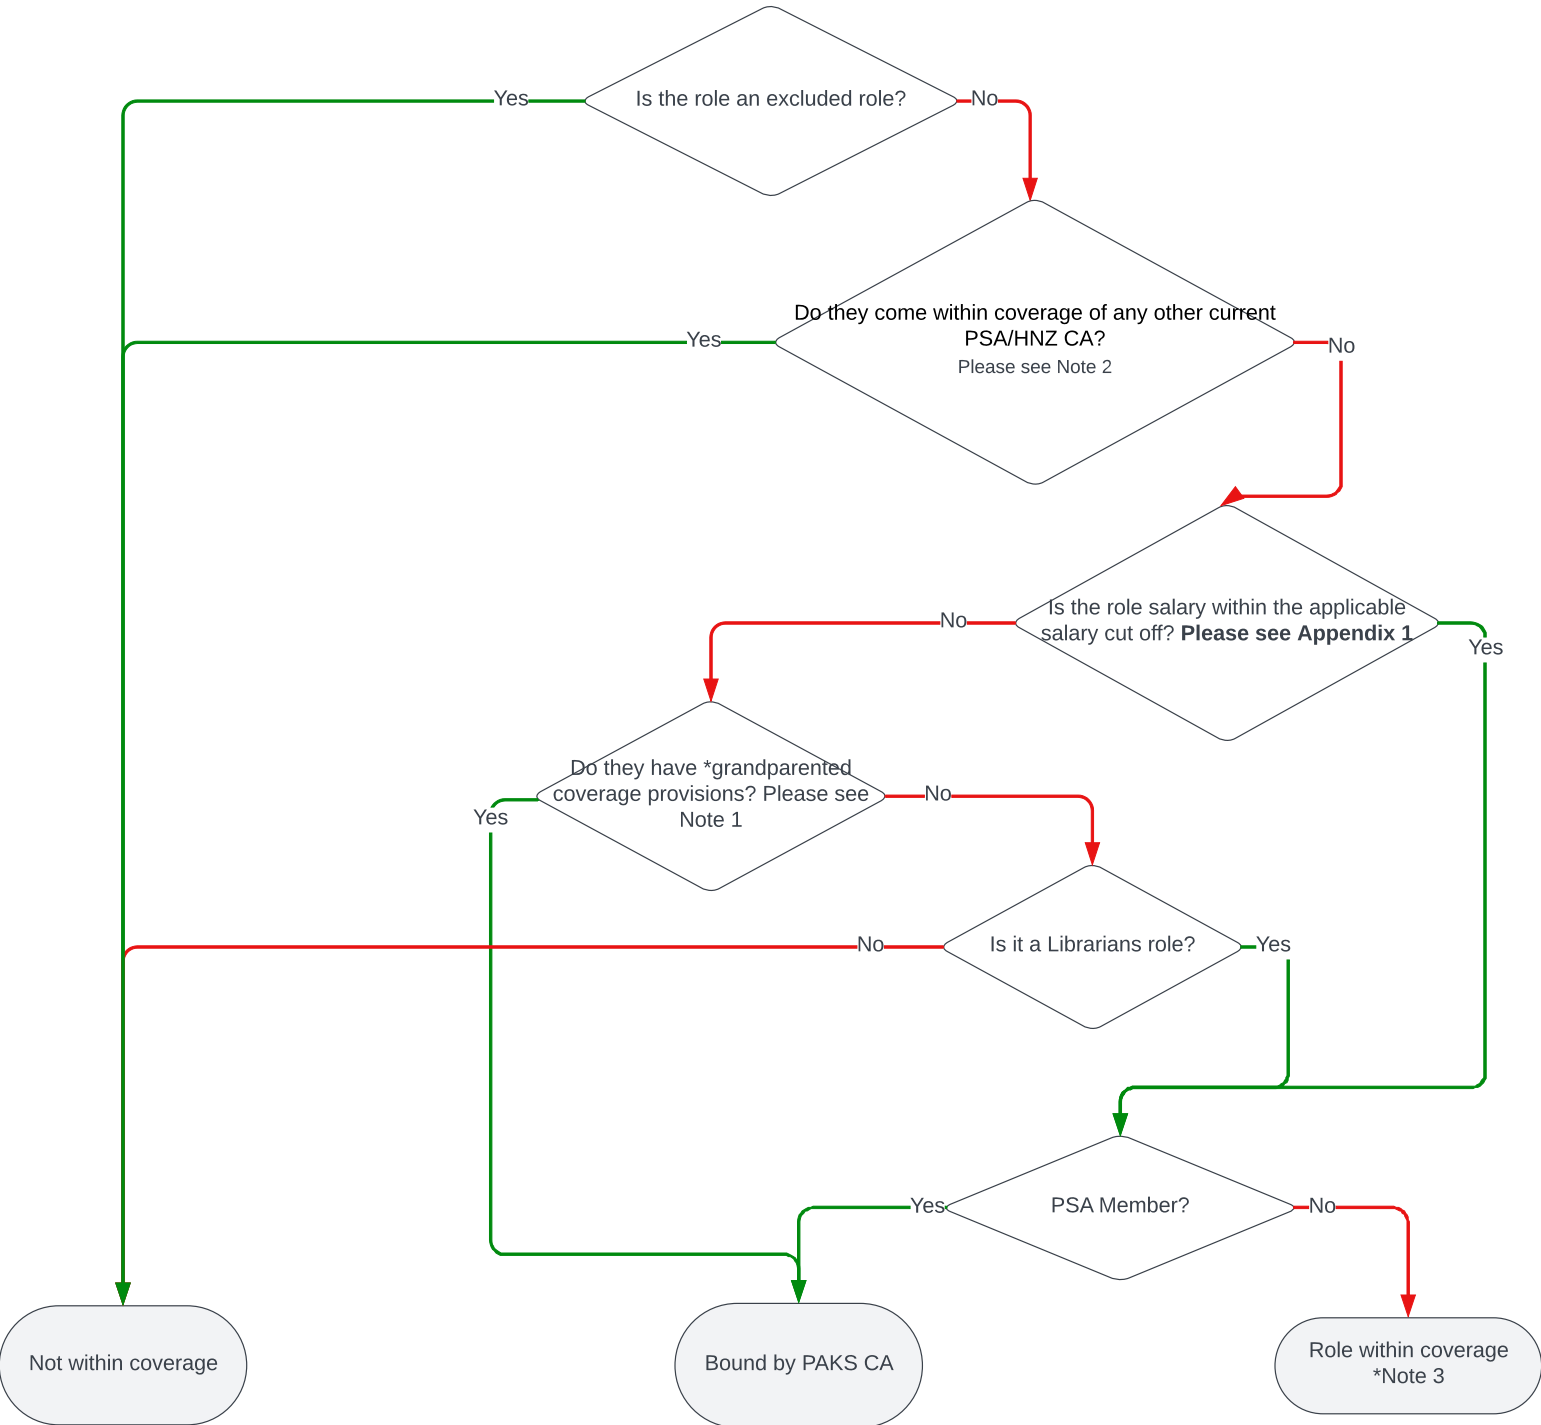 Is the role an excluded role?
Yes
No
Do they come within coverage of any other current
PSA/HNZ CA?
Please see Note 2
Yes
No
Is the role salary within the applicable
salary cut off? Please see Appendix 1
No
Yes
Do they have *grandparented
coverage provisions? Please see
Note 1
Yes
No
Is it a Librarians role?
No
Yes
PSA Member?
Yes
No
Not within coverage
Bound by PAKS CA
Role within coverage
*Note 3